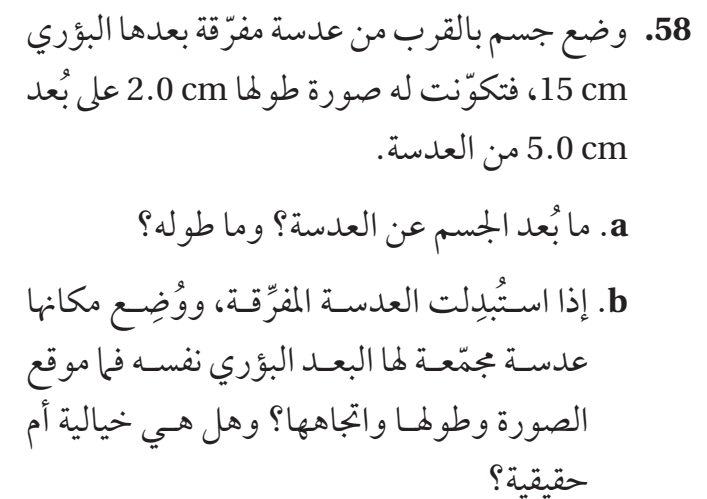 58. وضع جسم بالقرب من عدسة مفرّقة بعدها البؤري
15 cm، فتكوّنت له صورة طولها 2.0 cm على بُعد
5.0 cm من العدسة.
a. ما بُعد الجسم عن العدسة؟ وما طوله؟
b. إذا استُبدِلت العدسة المفرِّقة، ووُضِع مكانها
عدسة مجمّعة لها البعد البؤري نفسه فما موقع
الصورة وطولها واتجاهها؟ وهل هي خيالية أم
حقيقية؟